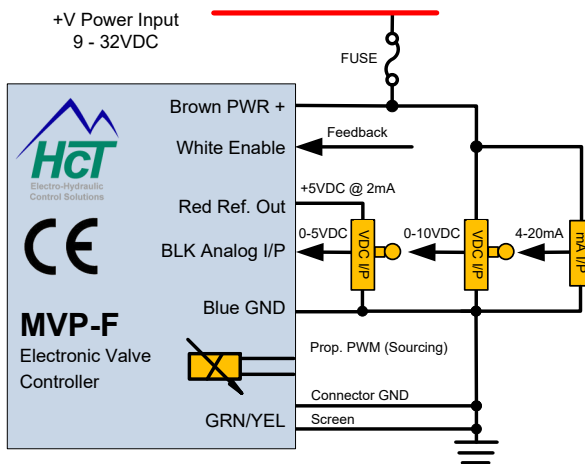 +V Power Input
9 - 32VDC
FUSE
Brown PWR +
White Enable
Feedback
HCT
Electro-Hydraulic
Control Solutions
+5VDC @ 2mA
Red Ref. Out
0-5VDC
VDC I/P
0-10VDC
VDC I/P
4-20mA
mA I/P
CE
BLK Analog I/P
Blue GND
MVP-F
Electronic Valve
Controller
Prop. PWM (Sourcing)
Connector GND
GRN/YEL
Screen